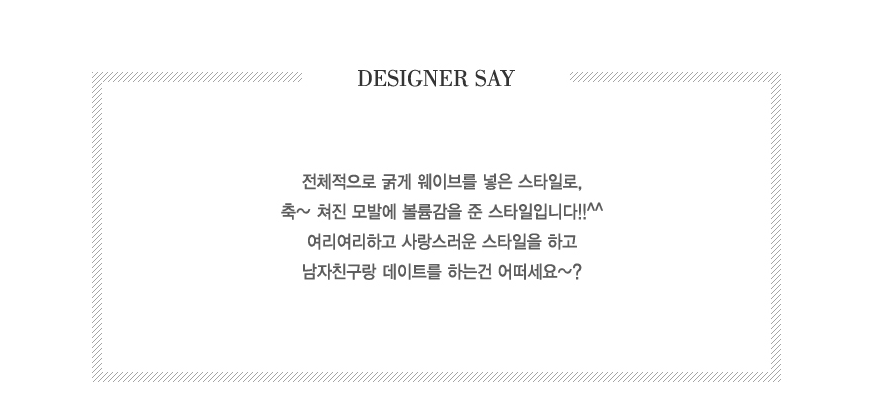 DESIGNER SAY
전체적으로 굵게 웨이브를 넣은 스타일로,
축~ 쳐진 모발에 볼륨감을 준 스타일입니다!!^^
여리여리하고 사랑스러운 스타일을 하고
남자친구랑 데이트를 하는건 어떠세요~?